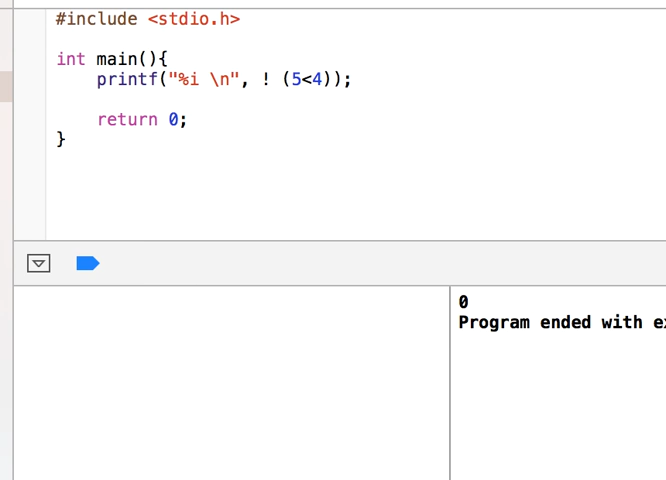 #include <stdio.h>
int main(){
printf("%i \n", ! (5<4));
return 0;
}
0
Program ended with